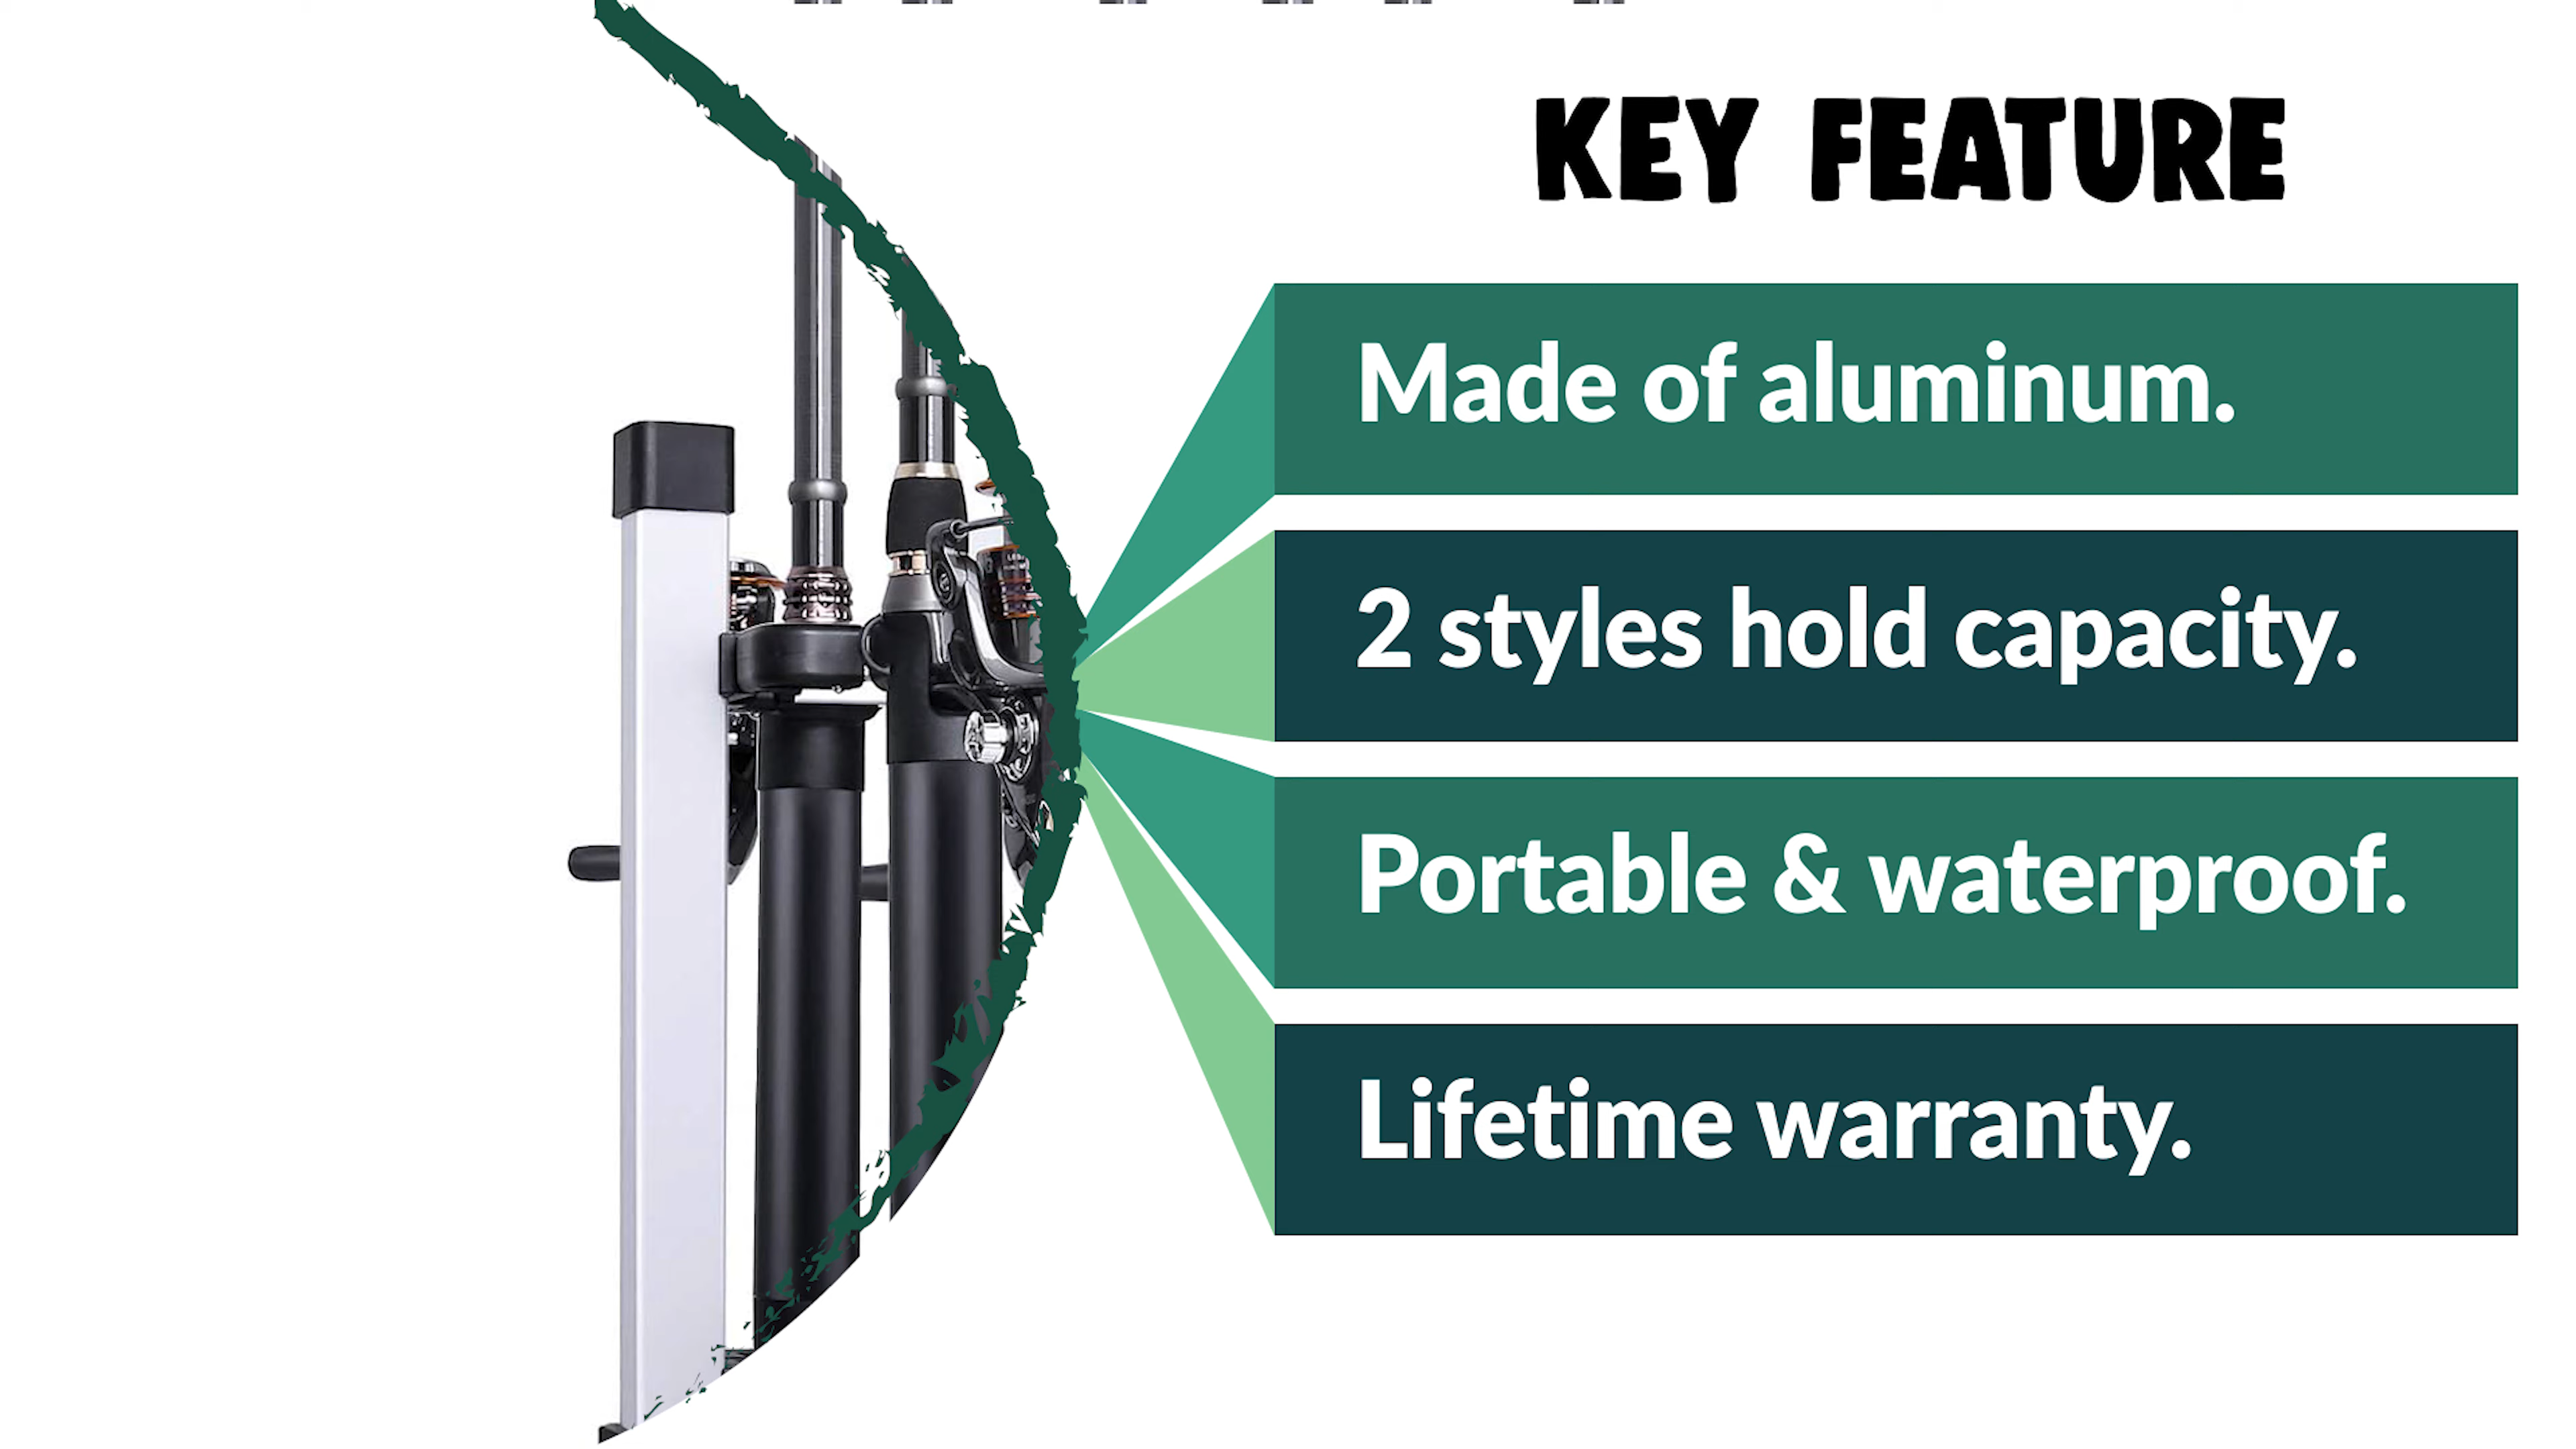 KEY FEATURE
Made of aluminum.
2 styles hold capacity.
Portable & waterproof.
Lifetime warranty.